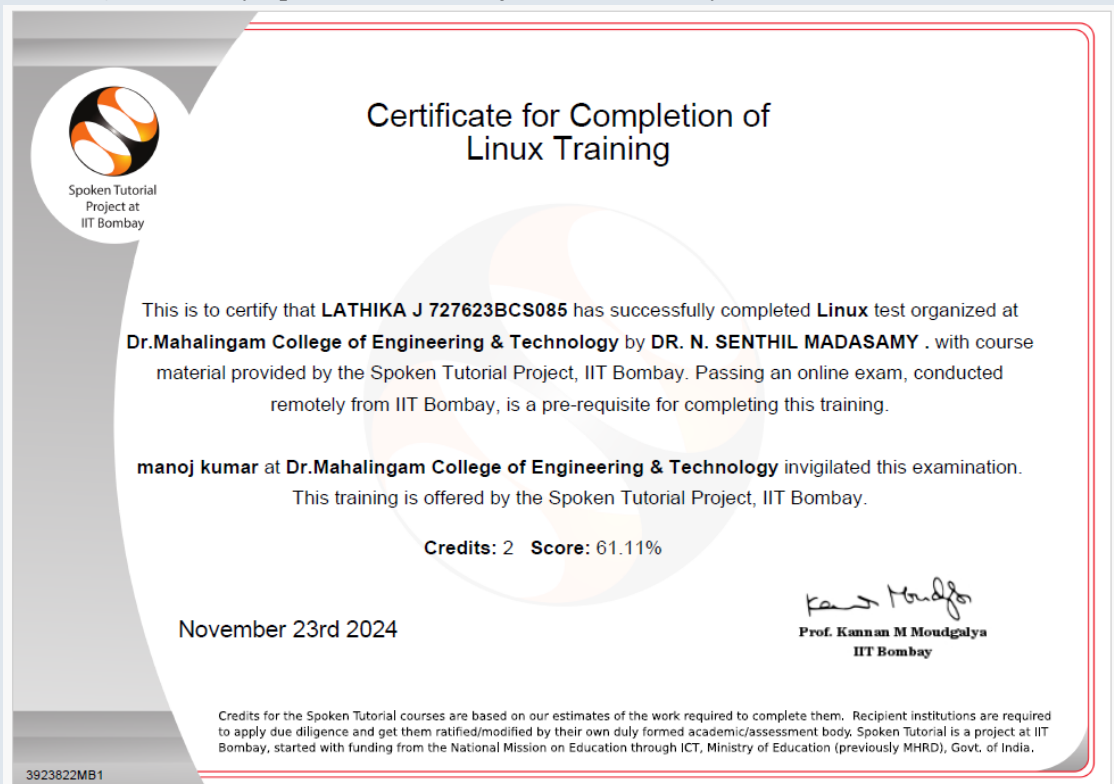 Certificate for Completion of
Linux Training
Spoken Tutorial
Project at
IIT Bombay
This is to certify that LATHIKA J 727623BCS085 has successfully completed Linux test organized at
Dr.Mahalingam College of Engineering & Technology by DR. N. SENTHIL MADASAMY . with course
material provided by the Spoken Tutorial Project, IIT Bombay. Passing an online exam, conducted
remotely from IIT Bombay, is a pre-requisite for completing this training.
manoj kumar at Dr.Mahalingam College of Engineering & Technology invigilated this examination.
This training is offered by the Spoken Tutorial Project, IIT Bombay.
Credits: 2 Score: 61.11%
November 23rd 2024
Prof. Kannan M Moudgalya
IIT Bombay
Credits for the Spoken Tutorial courses are based on our estimates of the work required to complete them. Recipient institutions are required
to apply due diligence and get them ratified/modified by their own duly formed academic/assessment body. Spoken Tutorial is a project at IIT
Bombay, started with funding from the National Mission on Education through ICT, Ministry of Education (previously MHRD), Govt. of India.
3923822MB1